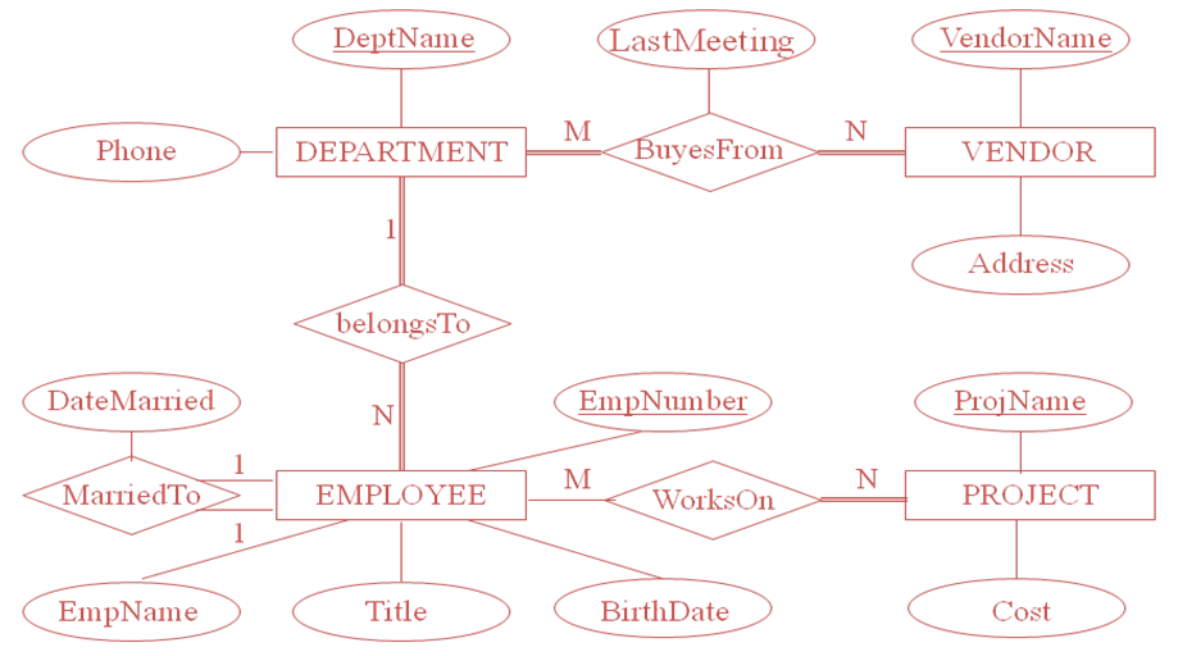 DeptName
LastMeeting
VendorName
Phone
DEPARTMENT
M
BuyesFrom
N
VENDOR
1
Address
belongsTo
DateMarried
N
EmpNumber
ProjName
1
MarriedTo
EMPLOYEE
M
WorksOn
N
PROJECT
1
EmpName
Title
BirthDate
Cost